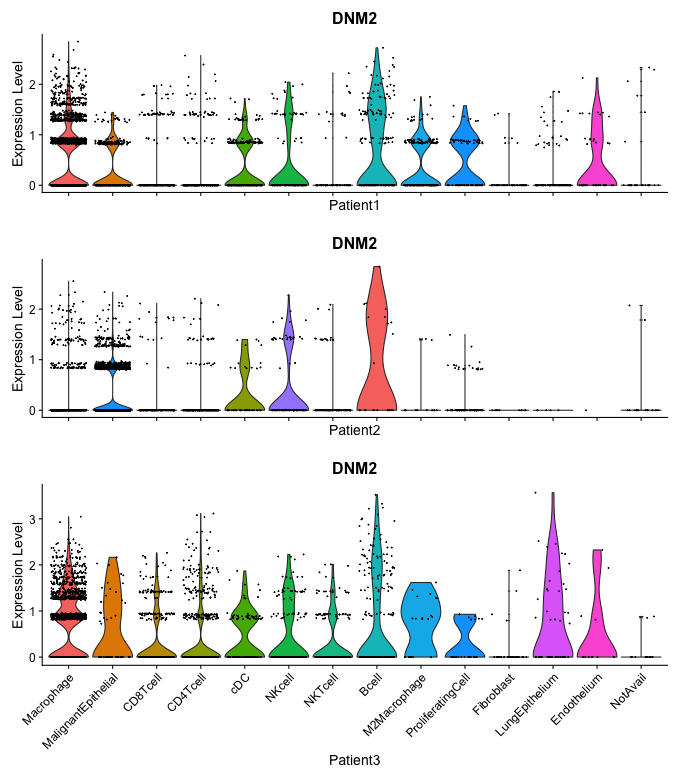 DNM2
Expression Level
2
1
0
Patient1
DNM2
Expression Level
2
1
0
Patient2
DNM2
Expression Level
3
2
1
0
Macrophage
MalignantEpithelial
CD8Tcell
CD4Tcell
cDC
NKcell
NKTcell
Bcell
M2Macrophage
ProliferatingCell
Fibroblast
LungEpithelium
Endothelium
NotAvail
Patient3